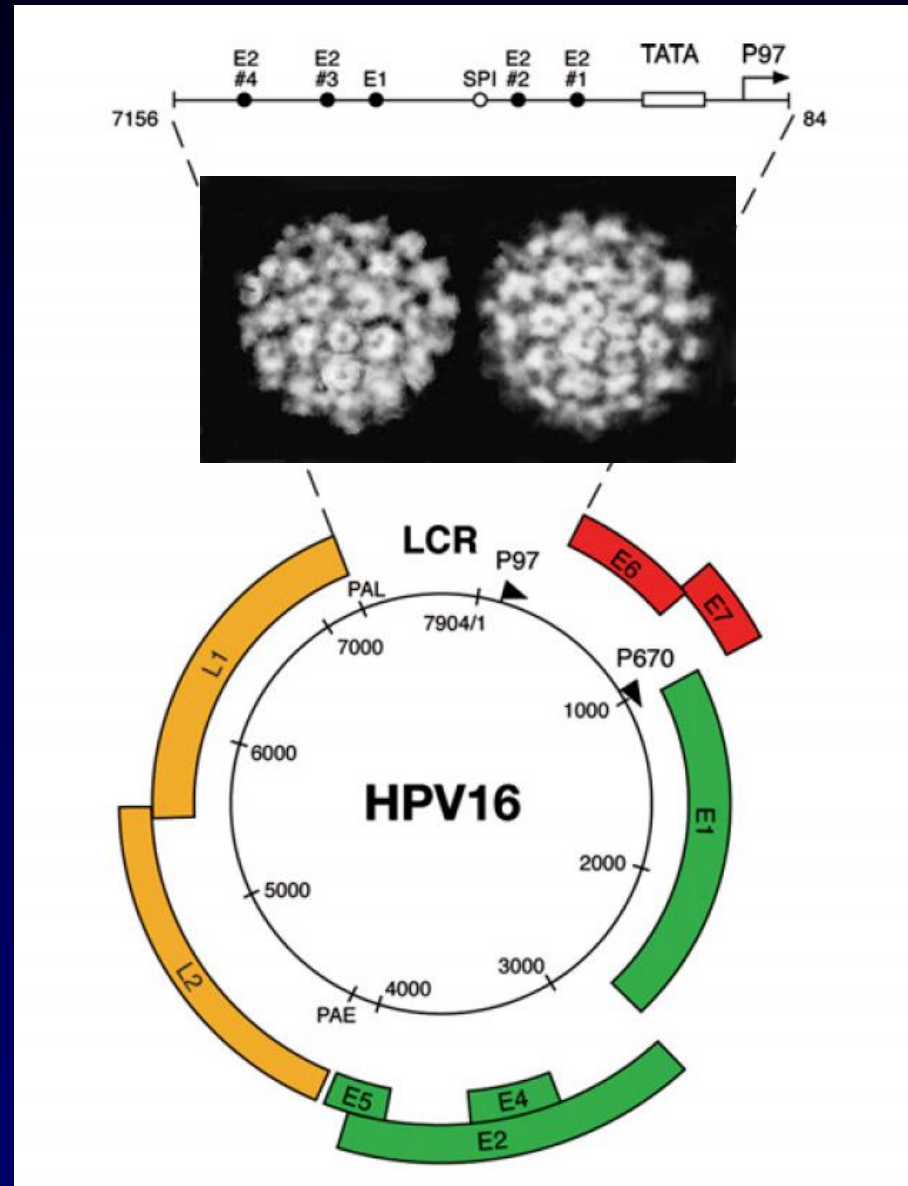 E2 E2 E2 E2 TATA P97
#4 #3 E1 SPI #2 #1
7156 84
LCR
P97
PAL
7904/1
7000
E6
E7
P670
1000
L1
6000
HPV16
E1
2000
5000
3000
L2
4000
PAE
E5
E4
E2